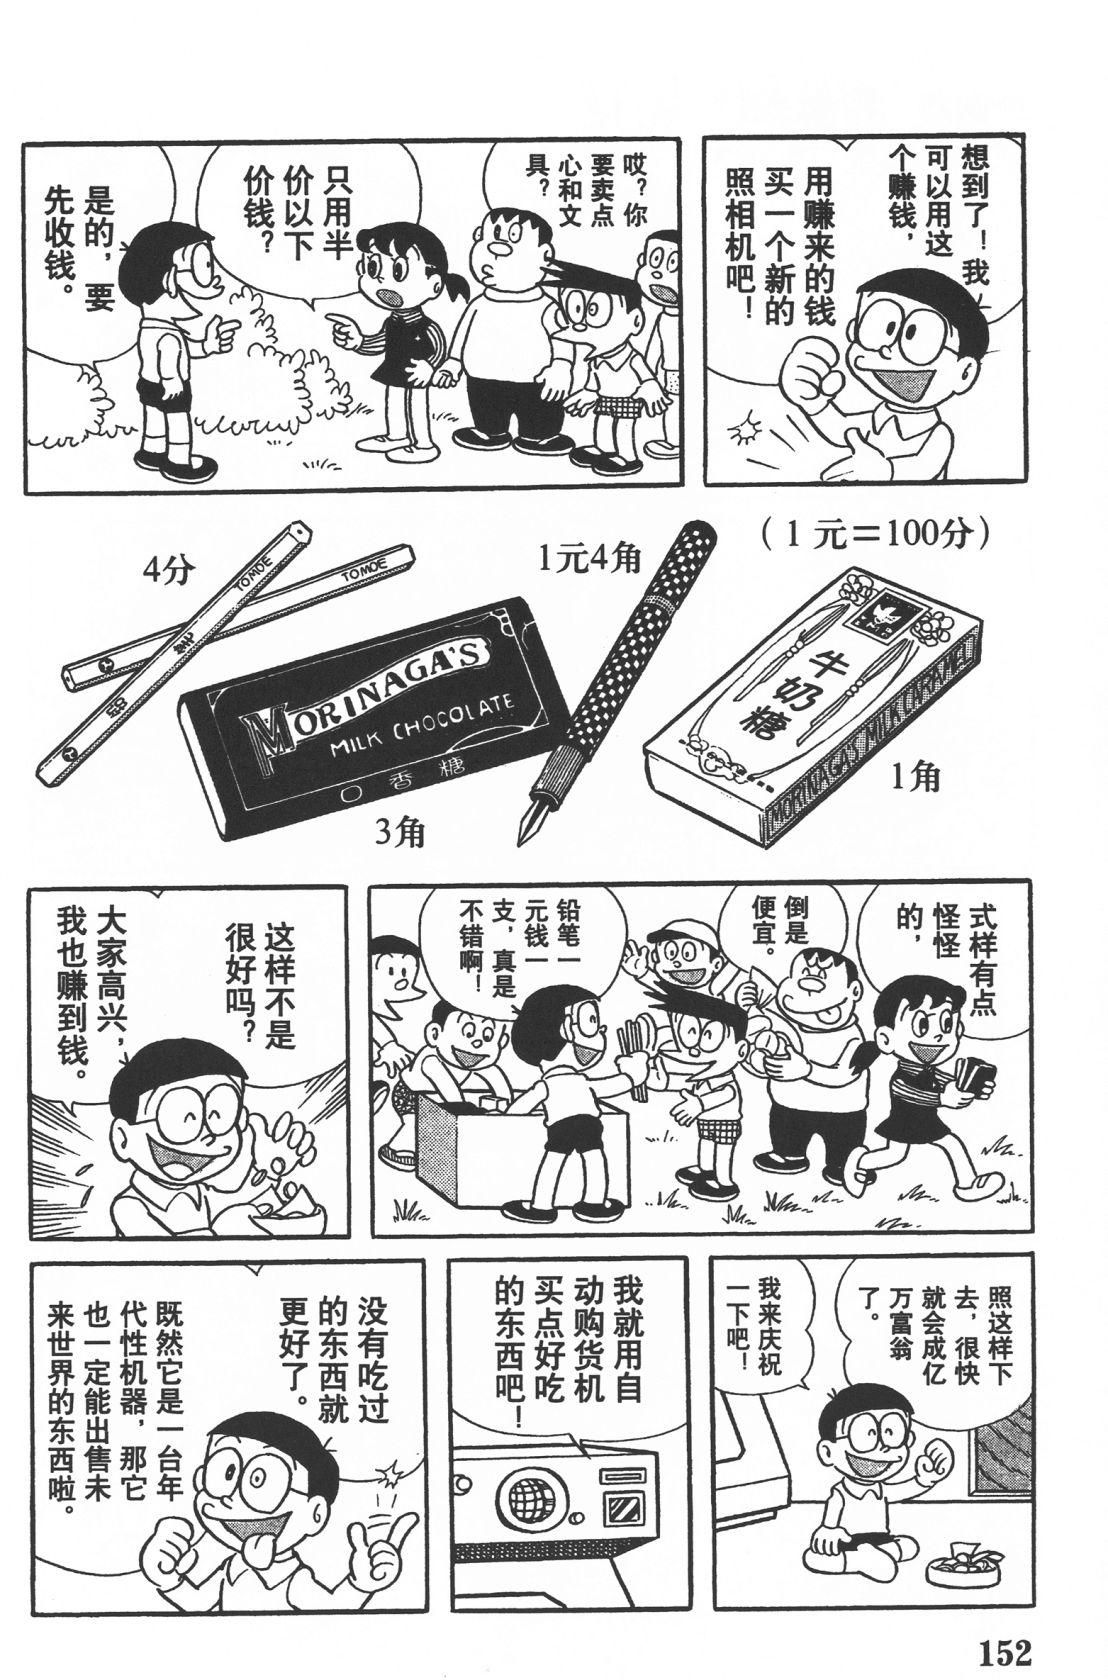 想到了！我
可以用这
个赚钱，
用赚来的钱
买一个新的
照相机吧！
哎？你
要卖点
心和文
具？
只用半
价以下
价钱？
是的，要
先收钱。
（1元＝100分）
4分
TOMOE
TOMOE
1元4角
MORINAGA'S
MILK CHOCOLATE
口香糖
3角
牛奶糖
MORINAGA'S MILK CARAMEL
1角
式样有点
怪怪
的，
倒是
便宜。
铅笔一
元钱一
支，真是
不错啊！
这样不是
很好吗？
大家高兴，
我也赚到钱。
照这样下
去，很快
就会成亿
万富翁
了。
我来庆祝
一下吧！
我就用自
动购货机
买点好吃
的东西吧！
没有吃过
的东西就
更好了。
既然它是一台年
代性机器，那它
也一定能出售未
来世界的东西啦。
152